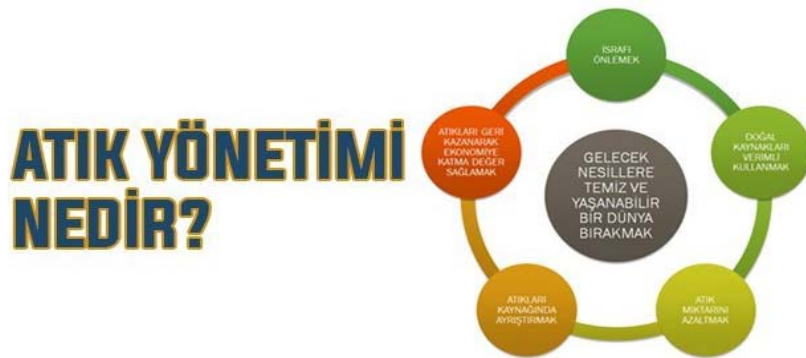 ATIK YÖNETİMİ
NEDİR?
İSRAFI
ÖNLEMEK
DOĞAL
KAYNAKLARI
VERİMLİ
KULLANMAK
ATIK
MİKTARINI
AZALTMAK
ATIKLARI
KAYNAĞINDA
AYRIŞTIRMAK
ATIKLARI GERİ
KAZANARAK
EKONOMİYE
KATMA DEĞER
SAĞLAMAK
GELECEK
NESİLLERE
TEMİZ VE
YAŞANABİLİR
BİR DÜNYA
BIRAKMAK